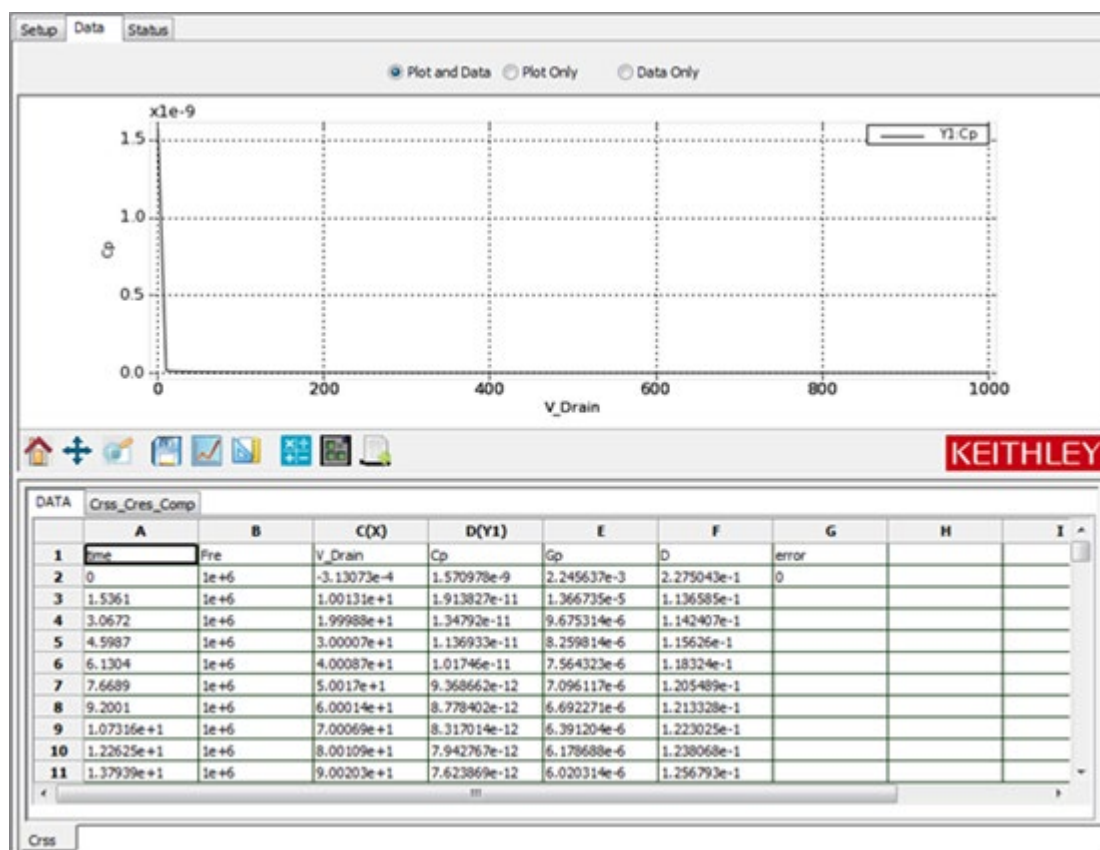 Setup Data Status
Plot and Data Plot Only Data Only
x1e-9
Y1:Cp
1.5
1.0
0.5
0.0
Cp
0 200 400 600 800 1000
V_Drain
KEITHLEY
DATA Crss_Cres_Comp
A B C(X) D(Y1) E F G H I
1 time Fre V_Drain Cp Gp D error
2 0 1e+6 -3.13073e-4 1.570978e-9 2.245637e-3 2.275043e-1 0
3 1.5361 1e+6 1.00131e+1 1.913827e-11 1.366735e-5 1.136585e-1
4 3.0672 1e+6 1.99988e+1 1.34792e-11 9.675314e-6 1.142407e-1
5 4.5987 1e+6 3.00007e+1 1.136933e-11 8.259814e-6 1.15626e-1
6 6.1304 1e+6 4.00087e+1 1.01746e-11 7.564323e-6 1.18324e-1
7 7.6689 1e+6 5.0017e+1 9.368662e-12 7.096117e-6 1.205489e-1
8 9.2001 1e+6 6.00014e+1 8.778402e-12 6.692271e-6 1.213328e-1
9 1.07316e+1 1e+6 7.00069e+1 8.317014e-12 6.391204e-6 1.223025e-1
10 1.22625e+1 1e+6 8.00109e+1 7.942767e-12 6.178688e-6 1.238068e-1
11 1.37939e+1 1e+6 9.00203e+1 7.623869e-12 6.020314e-6 1.256793e-1
Crss